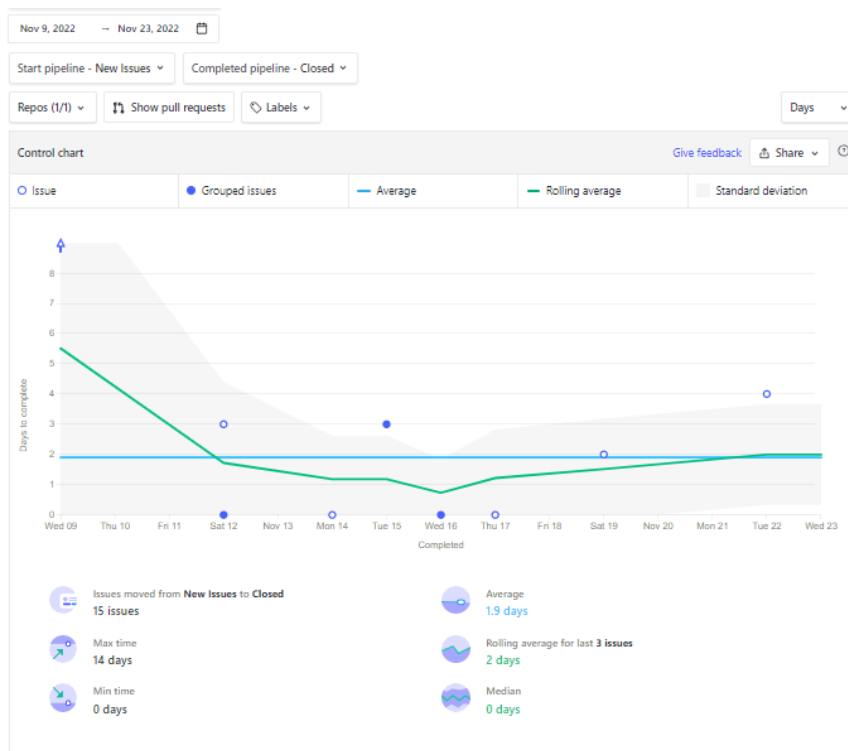 Nov 9, 2022 → Nov 23, 2022
Start pipeline - New Issues Completed pipeline - Closed
Repos (1/1) Show pull requests Labels Days
Control chart Give feedback Share
Issue Grouped issues Average Rolling average Standard deviation
8
7
6
5
4
3
2
1
0
Days to complete
Wed 09 Thu 10 Fri 11 Sat 12 Nov 13 Mon 14 Tue 15 Wed 16 Thu 17 Fri 18 Sat 19 Nov 20 Mon 21 Tue 22 Wed 23
Completed
Issues moved from New Issues to Closed
15 issues
Average
1.9 days
Max time
14 days
Rolling average for last 3 issues
2 days
Min time
0 days
Median
0 days